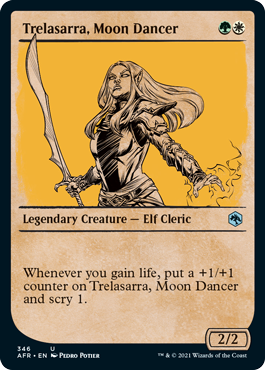 Trelasarra, Moon Dancer
Legendary Creature — Elf Cleric
Whenever you gain life, put a +1/+1
counter on Trelasarra, Moon Dancer
and scry 1.
2/2
346 U
AFR • EN Pedro Potier
™ & © 2021 Wizards of the Coast